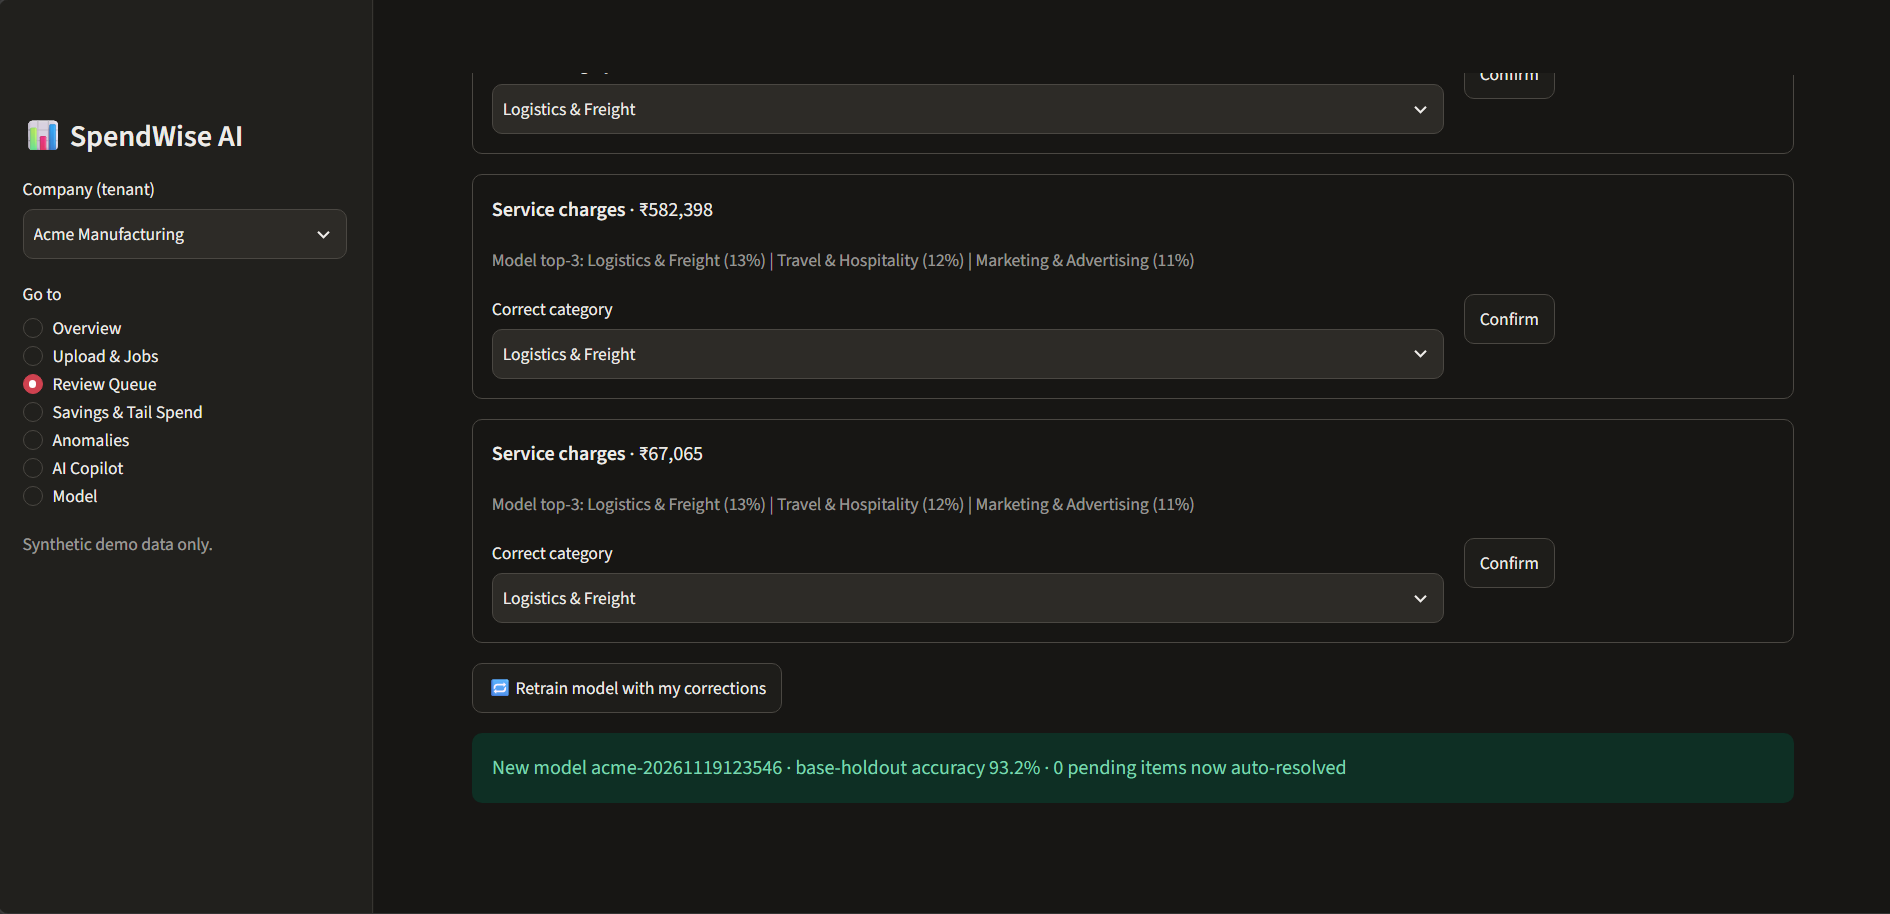 SpendWise AI
Company (tenant)
Acme Manufacturing
Go to
Overview
Upload & Jobs
Review Queue
Savings & Tail Spend
Anomalies
AI Copilot
Model
Synthetic demo data only.
Confirm
Logistics & Freight
Service charges · ₹582,398
Model top-3: Logistics & Freight (13%) | Travel & Hospitality (12%) | Marketing & Advertising (11%)
Correct category
Confirm
Logistics & Freight
Service charges · ₹67,065
Model top-3: Logistics & Freight (13%) | Travel & Hospitality (12%) | Marketing & Advertising (11%)
Correct category
Confirm
Logistics & Freight
Retrain model with my corrections
New model acme-20261119123546 · base-holdout accuracy 93.2% · 0 pending items now auto-resolved